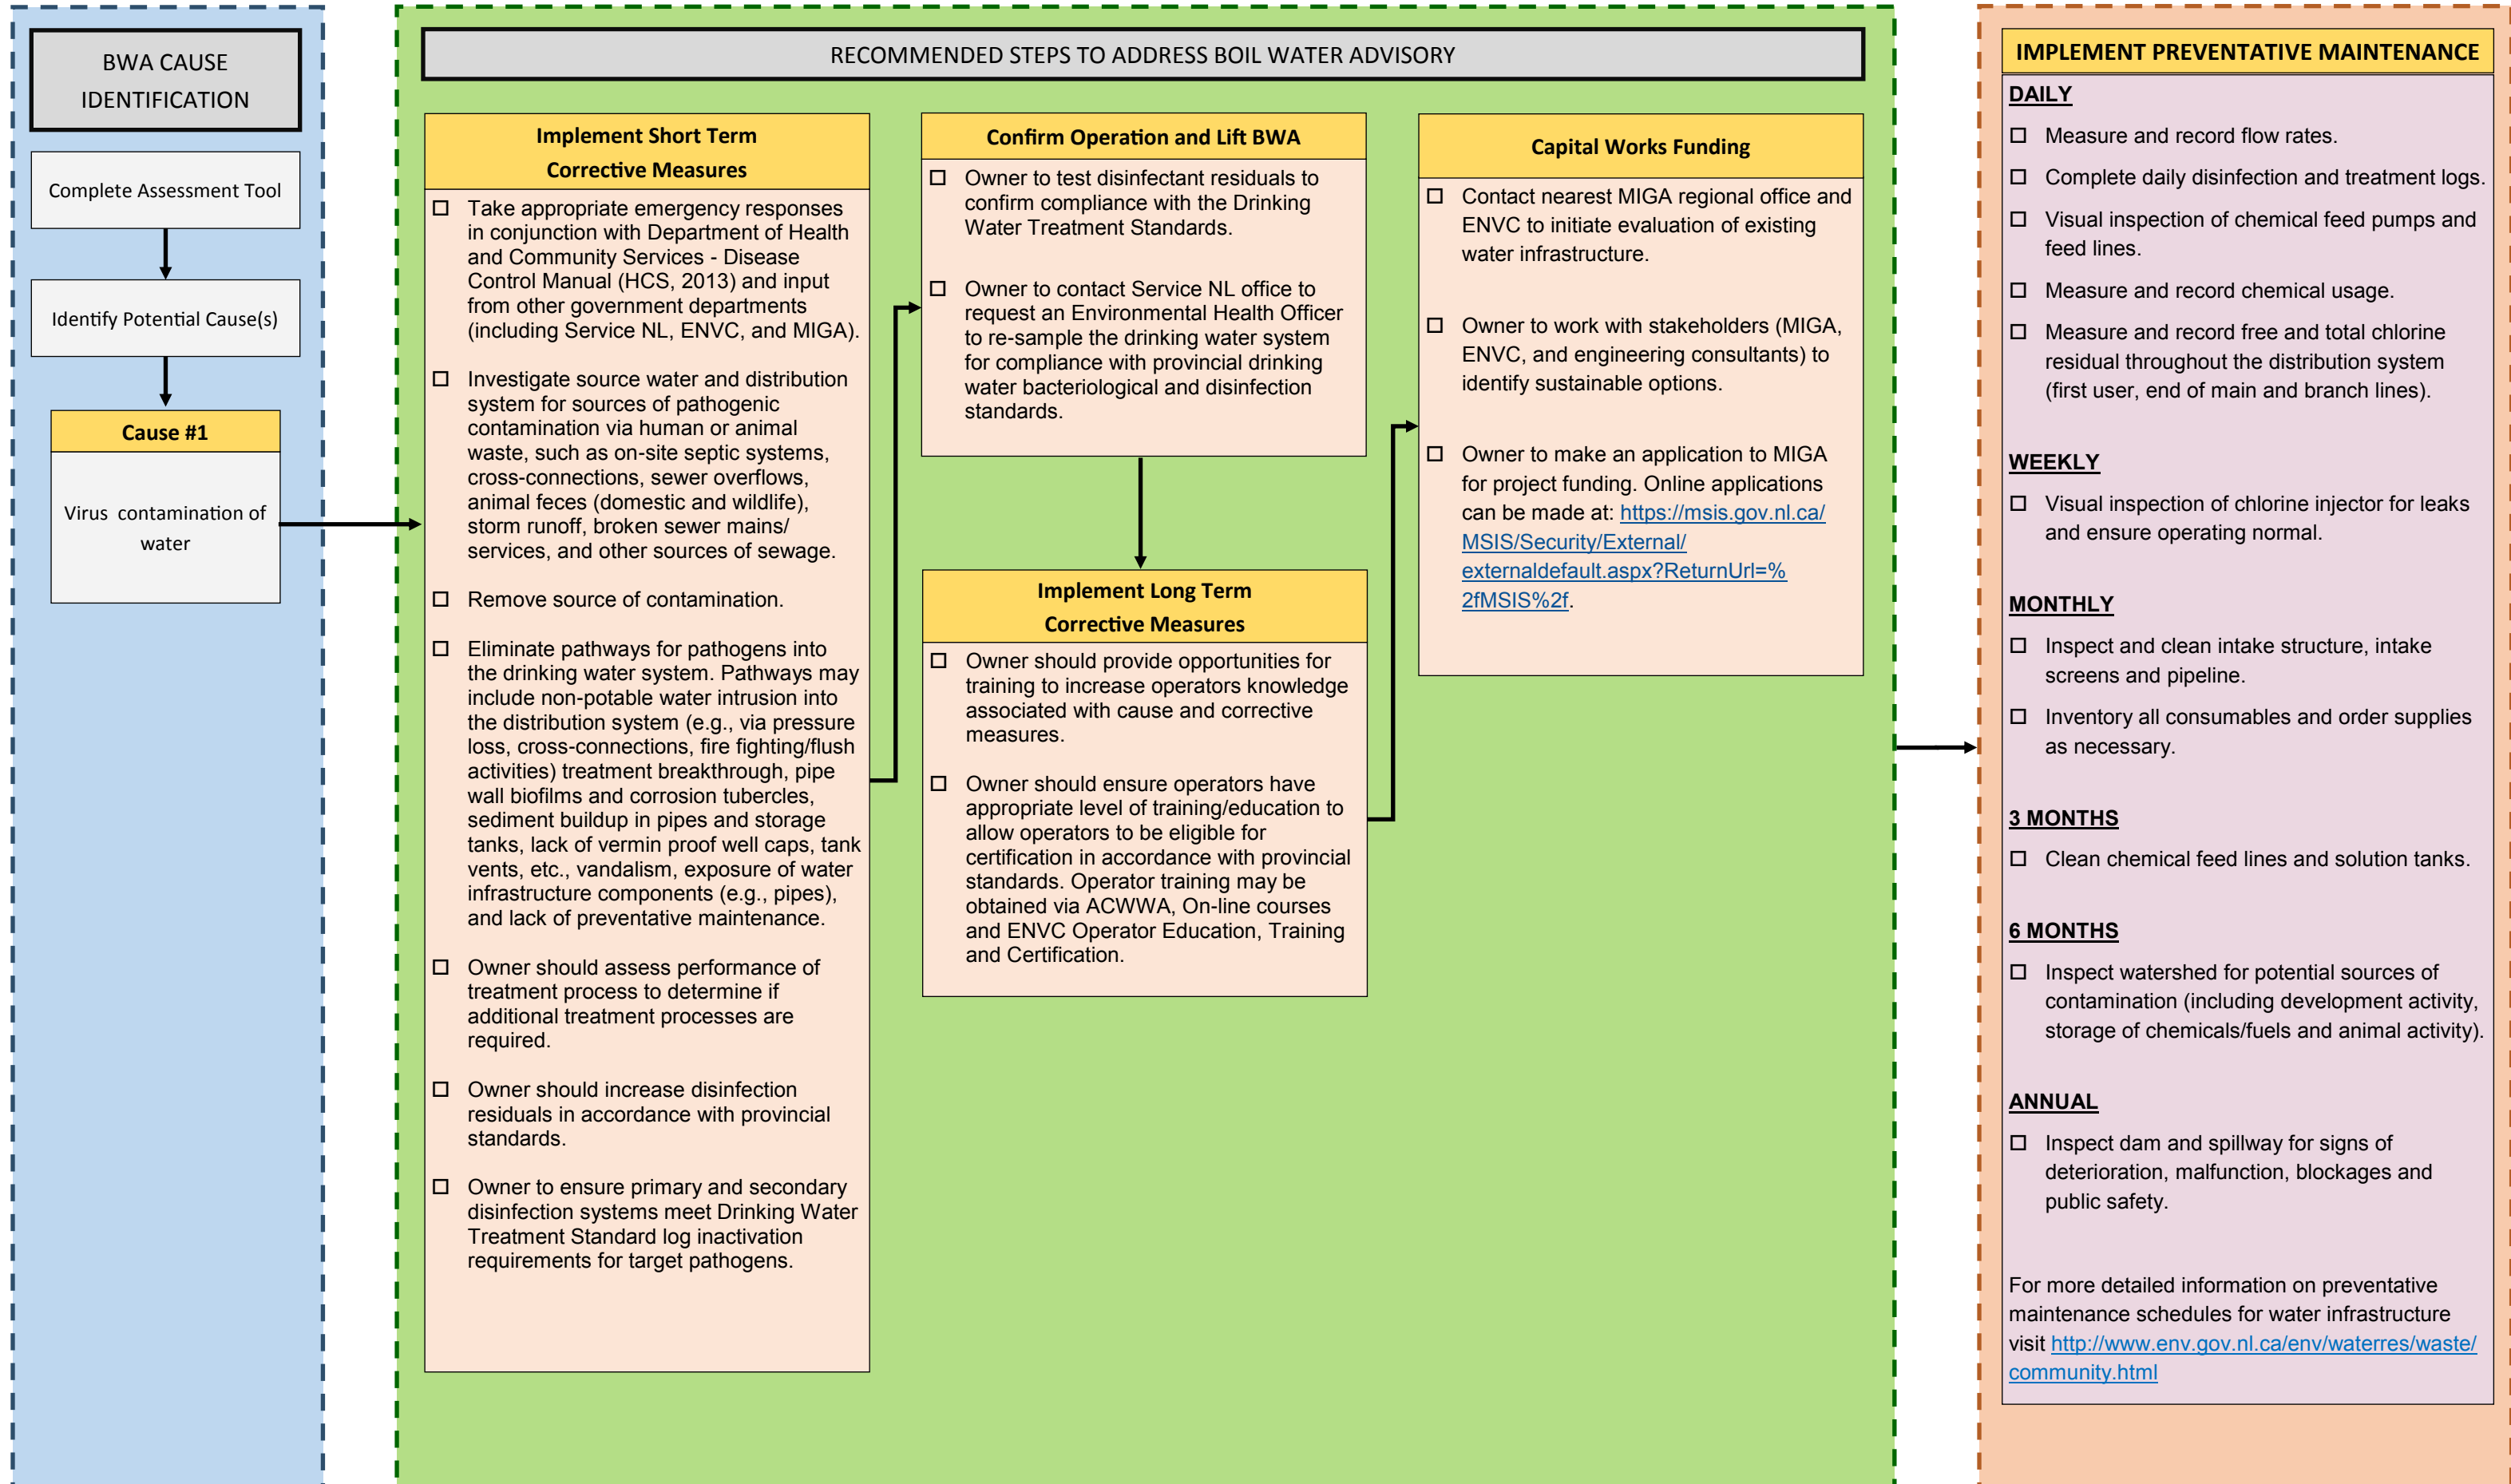 BWA CAUSE
IDENTIFICATION
Complete Assessment Tool
Identify Potential Cause(s)
Cause #1
Virus contamination of
water
RECOMMENDED STEPS TO ADDRESS BOIL WATER ADVISORY
Implement Short Term
Corrective Measures
☐ Take appropriate emergency responses
in conjunction with Department of Health
and Community Services - Disease
Control Manual (HCS, 2013) and input
from other government departments
(including Service NL, ENVC, and MIGA).
☐ Investigate source water and distribution
system for sources of pathogenic
contamination via human or animal
waste, such as on-site septic systems,
cross-connections, sewer overflows,
animal feces (domestic and wildlife),
storm runoff, broken sewer mains/
services, and other sources of sewage.
☐ Remove source of contamination.
☐ Eliminate pathways for pathogens into
the drinking water system. Pathways may
include non-potable water intrusion into
the distribution system (e.g., via pressure
loss, cross-connections, fire fighting/flush
activities) treatment breakthrough, pipe
wall biofilms and corrosion tubercles,
sediment buildup in pipes and storage
tanks, lack of vermin proof well caps, tank
vents, etc., vandalism, exposure of water
infrastructure components (e.g., pipes),
and lack of preventative maintenance.
☐ Owner should assess performance of
treatment process to determine if
additional treatment processes are
required.
☐ Owner should increase disinfection
residuals in accordance with provincial
standards.
☐ Owner to ensure primary and secondary
disinfection systems meet Drinking Water
Treatment Standard log inactivation
requirements for target pathogens.
Confirm Operation and Lift BWA
☐ Owner to test disinfectant residuals to
confirm compliance with the Drinking
Water Treatment Standards.
☐ Owner to contact Service NL office to
request an Environmental Health Officer
to re-sample the drinking water system
for compliance with provincial drinking
water bacteriological and disinfection
standards.
Implement Long Term
Corrective Measures
☐ Owner should provide opportunities for
training to increase operators knowledge
associated with cause and corrective
measures.
☐ Owner should ensure operators have
appropriate level of training/education to
allow operators to be eligible for
certification in accordance with provincial
standards. Operator training may be
obtained via ACWWA, On-line courses
and ENVC Operator Education, Training
and Certification.
Capital Works Funding
☐ Contact nearest MIGA regional office and
ENVC to initiate evaluation of existing
water infrastructure.
☐ Owner to work with stakeholders (MIGA,
ENVC, and engineering consultants) to
identify sustainable options.
☐ Owner to make an application to MIGA
for project funding. Online applications
can be made at: https://msis.gov.nl.ca/
MSIS/Security/External/
externaldefault.aspx?ReturnUrl=%
2fMSIS%2f.
IMPLEMENT PREVENTATIVE MAINTENANCE
DAILY
☐ Measure and record flow rates.
☐ Complete daily disinfection and treatment logs.
☐ Visual inspection of chemical feed pumps and
feed lines.
☐ Measure and record chemical usage.
☐ Measure and record free and total chlorine
residual throughout the distribution system
(first user, end of main and branch lines).
WEEKLY
☐ Visual inspection of chlorine injector for leaks
and ensure operating normal.
MONTHLY
☐ Inspect and clean intake structure, intake
screens and pipeline.
☐ Inventory all consumables and order supplies
as necessary.
3 MONTHS
☐ Clean chemical feed lines and solution tanks.
6 MONTHS
☐ Inspect watershed for potential sources of
contamination (including development activity,
storage of chemicals/fuels and animal activity).
ANNUAL
☐ Inspect dam and spillway for signs of
deterioration, malfunction, blockages and
public safety.
For more detailed information on preventative
maintenance schedules for water infrastructure
visit http://www.env.gov.nl.ca/env/waterres/waste/
community.html